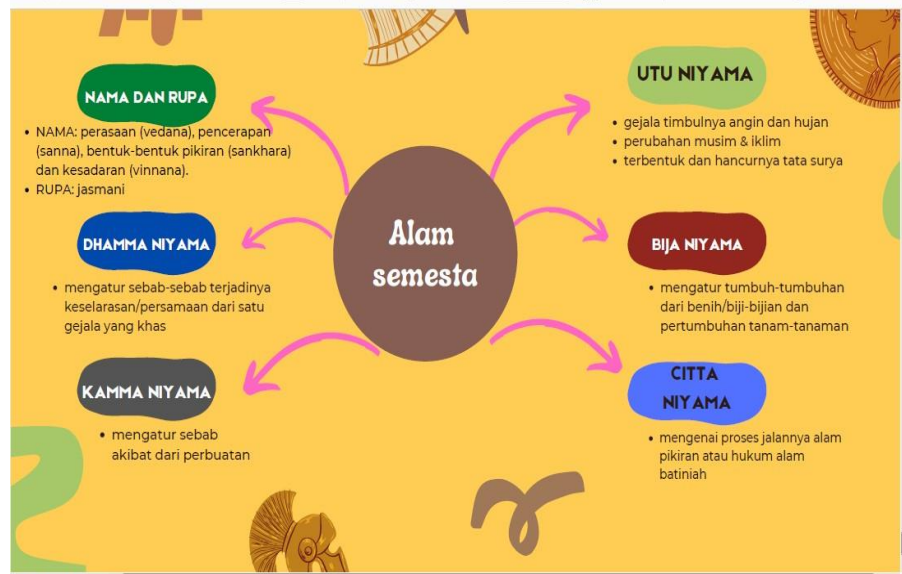 NAMA DAN RUPA
• NAMA: perasaan (vedana), pencerapan
(sanna), bentuk-bentuk pikiran (sankhara)
dan kesadaran (vinnana).
• RUPA: jasmani
DHAMMA NIYAMA
• mengatur sebab-sebab terjadinya
keselarasan/persamaan dari satu
gejala yang khas
KAMMA NIYAMA
• mengatur sebab
akibat dari perbuatan
Alam
semesta
UTU NIYAMA
• gejala timbulnya angin dan hujan
• perubahan musim & iklim
• terbentuk dan hancurnya tata surya
BIJA NIYAMA
• mengatur tumbuh-tumbuhan
dari benih/biji-bijian dan
pertumbuhan tanam-tanaman
CITTA
NIYAMA
• mengenai proses jalannya alam
pikiran atau hukum alam
batiniah